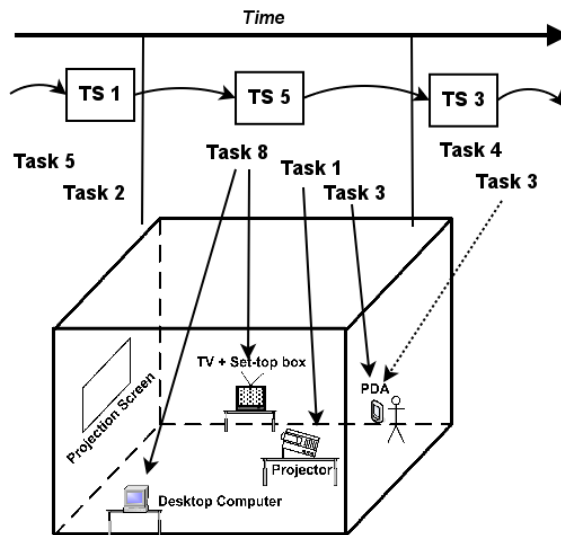 Time
TS 1
TS 5
TS 3
Task 5
Task 2
Task 8
Task 1
Task 3
Task 4
Task 3
TV + Set-top box
PDA
Projection Screen
Projector
Desktop Computer